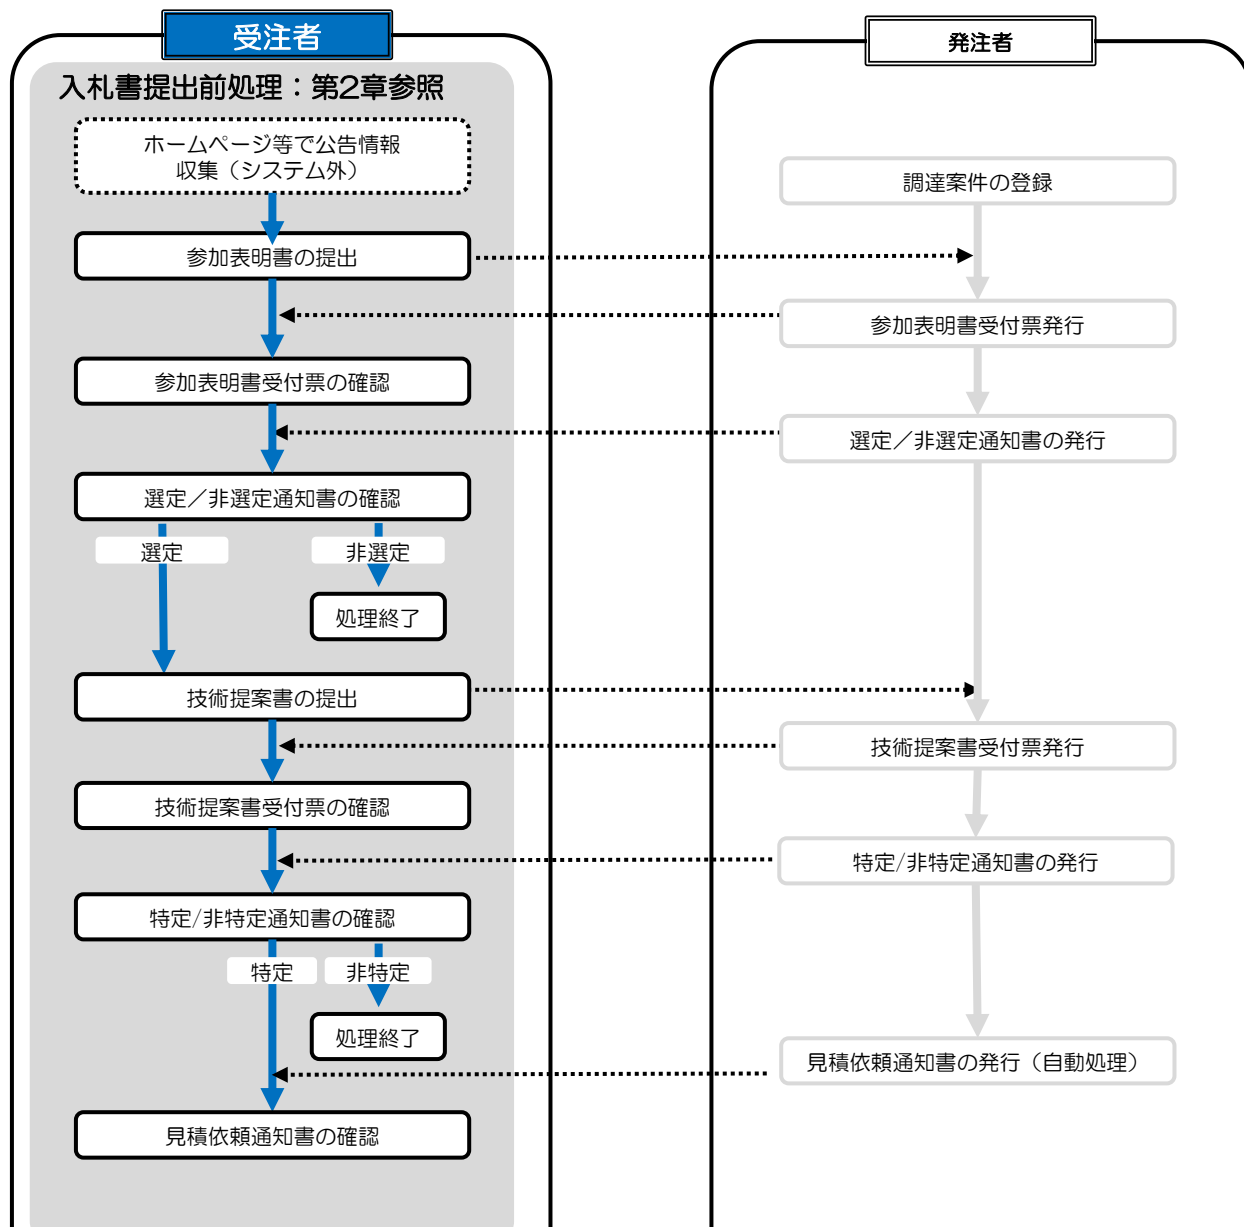 受注者
入札書提出前処理：第2章参照
ホームページ等で公告情報
収集（システム外）
参加表明書の提出
参加表明書受付票の確認
選定／非選定通知書の確認
選定
非選定
処理終了
技術提案書の提出
技術提案書受付票の確認
特定/非特定通知書の確認
特定
非特定
処理終了
見積依頼通知書の確認
発注者
調達案件の登録
参加表明書受付票発行
選定／非選定通知書の発行
技術提案書受付票発行
特定/非特定通知書の発行
見積依頼通知書の発行（自動処理）